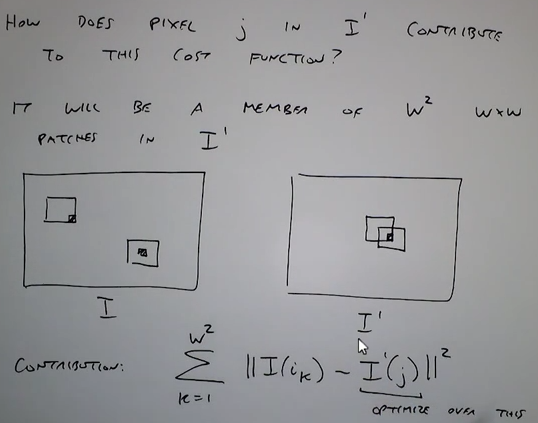 HOW DOES PIXEL j IN I' CONTRIBUTE
TO THIS COST FUNCTION?
IT WILL BE A MEMBER OF W² W×W
PATCHES IN I'
I
I'
CONTRIBUTION: W² Σ K=1 ||I(iₖ) - I'(j)||²
OPTIMIZE OVER THIS